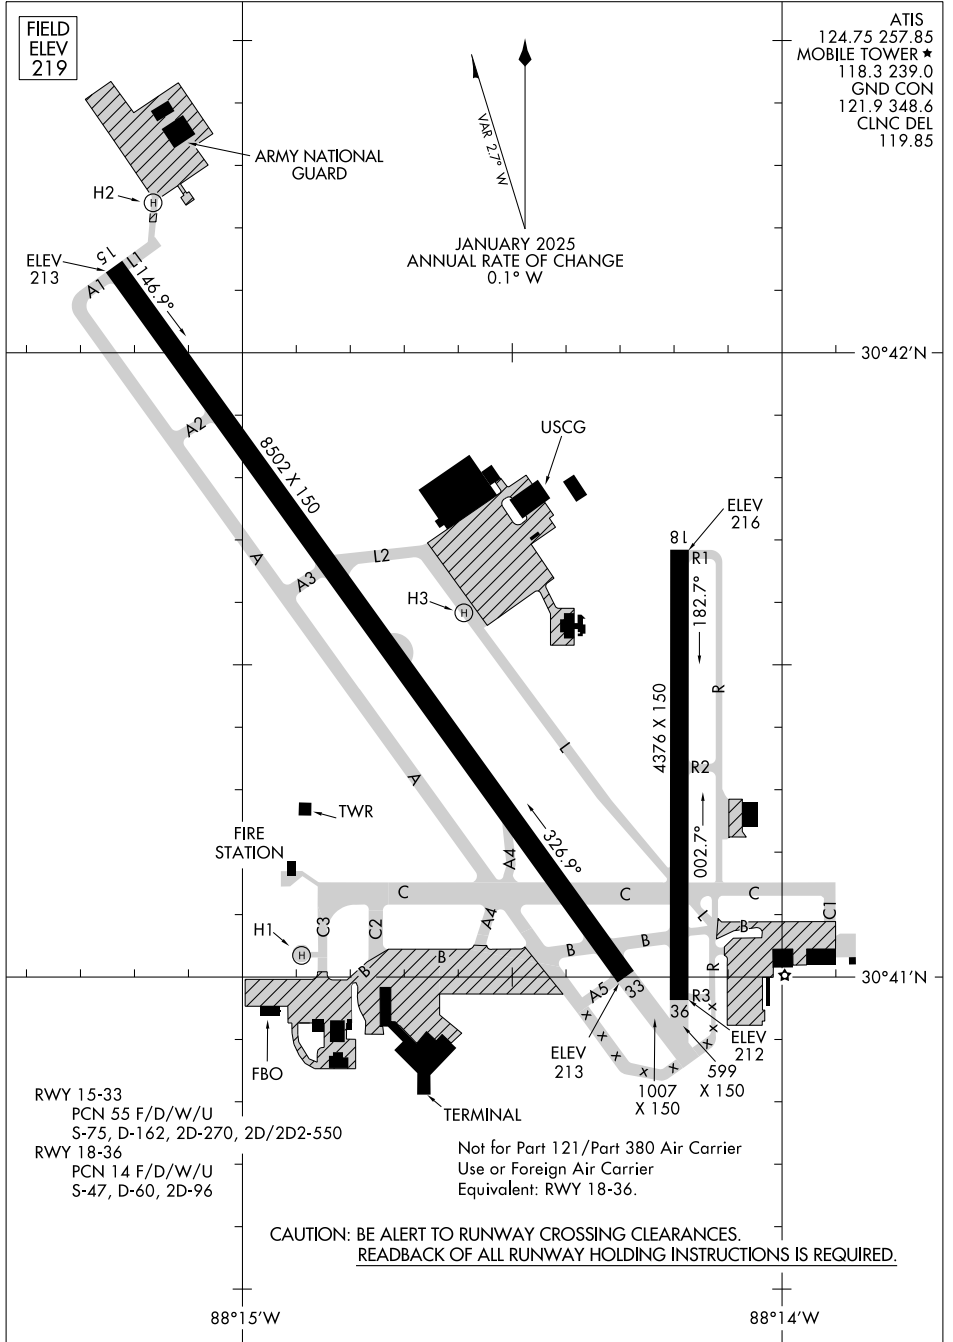 FIELD
ELEV
219
ATIS
124.75 257.85
MOBILE TOWER ★
118.3 239.0
GND CON
121.9 348.6
CLNC DEL
119.85
VAR 2.7° W
JANUARY 2025
ANNUAL RATE OF CHANGE
0.1° W
ARMY NATIONAL
GUARD
H2
H
ELEV
213
15
L1
A1
146.9°
30°42'N
A2
8502 X 150
USCG
ELEV
216
18
R1
A
A3
L2
H3
H
182.7°
R
4376 X 150
L
A
R2
TWR
FIRE
STATION
326.9°
002.7°
A4
C
C
C
C1
C3
C2
A4
L
B
B
B
H1
H
B
B
R
30°41'N
A5
33
R3
36
x x x x x x x x
FBO
ELEV
213
ELEV
212
1007
X 150
599
X 150
TERMINAL
RWY 15-33
PCN 55 F/D/W/U
S-75, D-162, 2D-270, 2D/2D2-550
RWY 18-36
PCN 14 F/D/W/U
S-47, D-60, 2D-96
Not for Part 121/Part 380 Air Carrier
Use or Foreign Air Carrier
Equivalent: RWY 18-36.
CAUTION: BE ALERT TO RUNWAY CROSSING CLEARANCES.
READBACK OF ALL RUNWAY HOLDING INSTRUCTIONS IS REQUIRED.
88°15'W
88°14'W